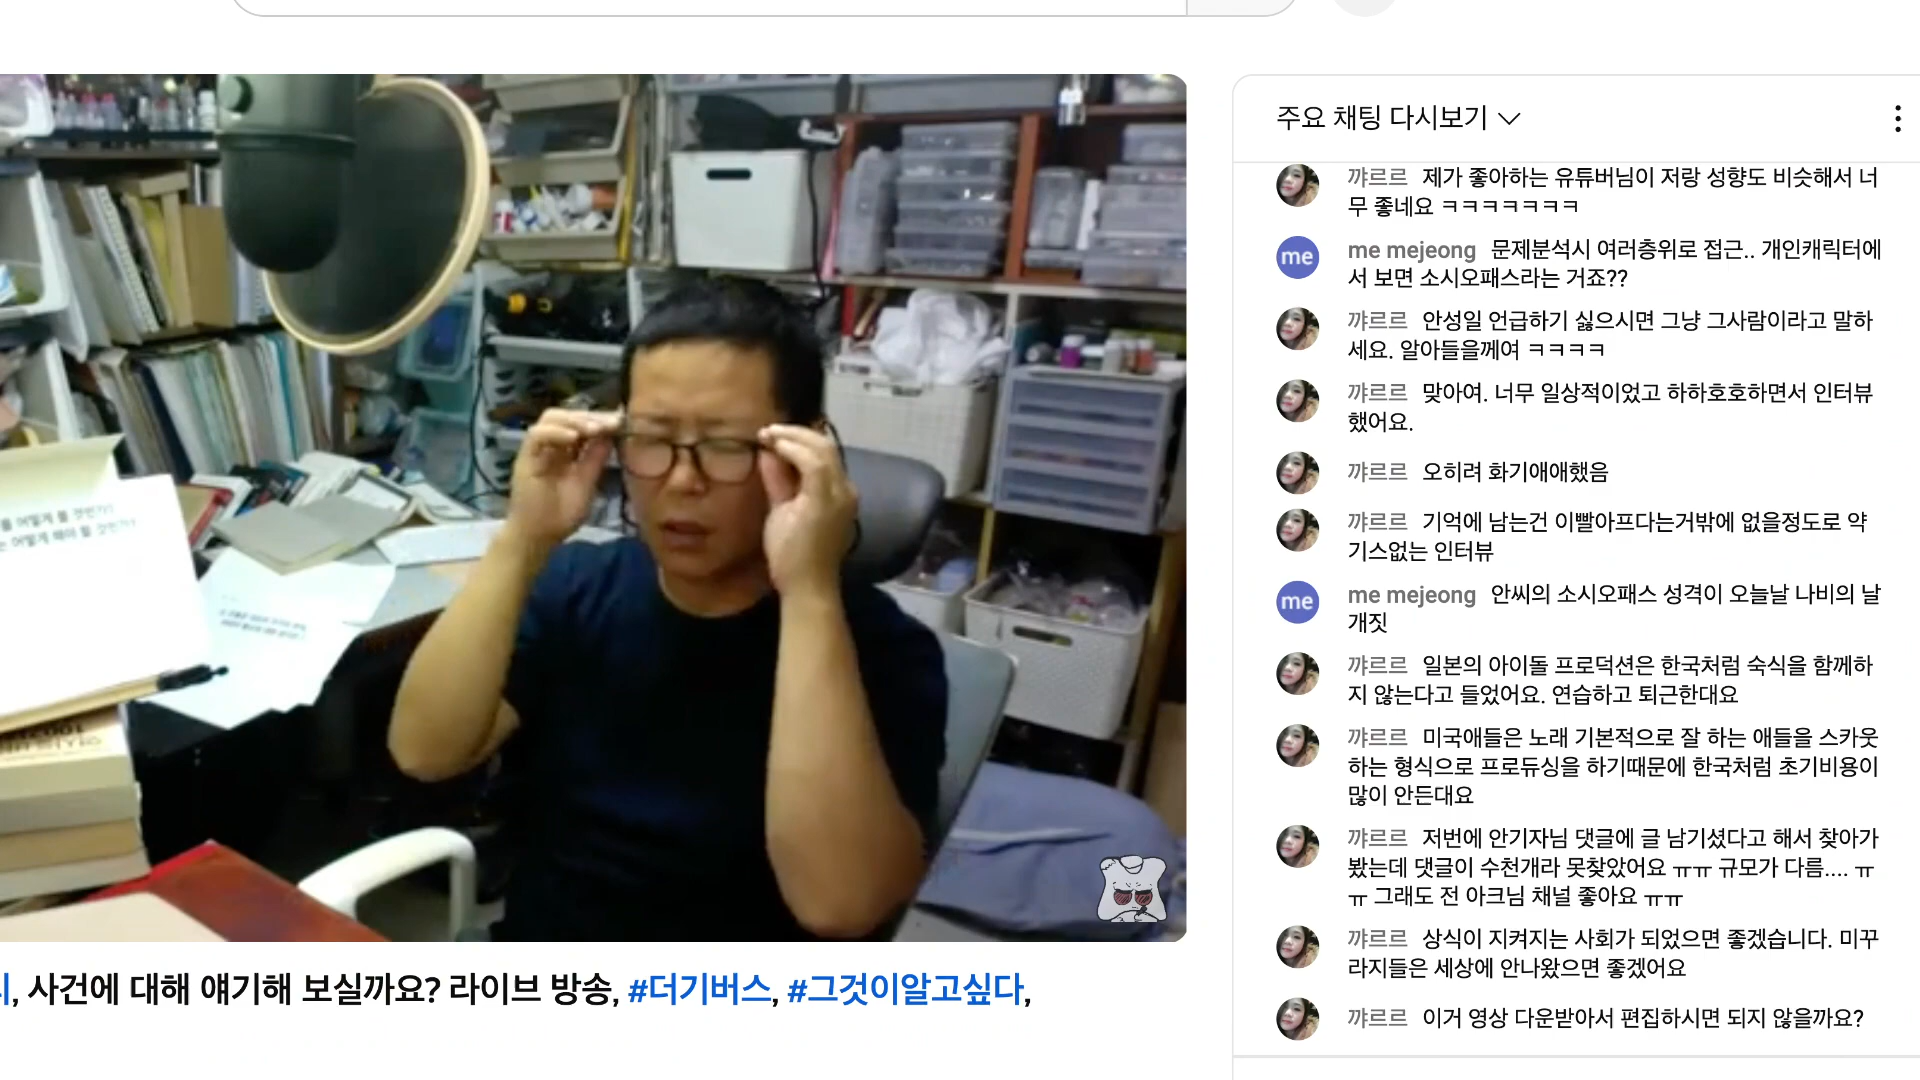 주요 채팅 다시보기
꺄르르 제가 좋아하는 유튜버님이 저랑 성향도 비슷해서 너
무 좋네요 ㅋㅋㅋㅋㅋㅋㅋ
me
me mejeong 문제분석시 여러층위로 접근.. 개인캐릭터에
서 보면 소시오패스라는 거죠??
꺄르르 안성일 언급하기 싫으시면 그냥 그사람이라고 말하
세요. 알아들을께여 ㅋㅋㅋㅋ
꺄르르 맞아여. 너무 일상적이었고 하하호호하면서 인터뷰
했어요.
꺄르르 오히려 화기애애했음
꺄르르 기억에 남는건 이빨아프다는거밖에 없을정도로 악
기스없는 인터뷰
me
me mejeong 안씨의 소시오패스 성격이 오늘날 나비의 날
개짓
꺄르르 일본의 아이돌 프로덕션은 한국처럼 숙식을 함께하
지 않는다고 들었어요. 연습하고 퇴근한대요
꺄르르 미국애들은 노래 기본적으로 잘 하는 애들을 스카웃
하는 형식으로 프로듀싱을 하기때문에 한국처럼 초기비용이
많이 안든대요
꺄르르 저번에 안기자님 댓글에 글 남기셨다고 해서 찾아가
봤는데 댓글이 수천개라 못찾았어요 ㅠㅠ 규모가 다름.... ㅠ
ㅠ 그래도 전 아크님 채널 좋아요 ㅠㅠ
꺄르르 상식이 지켜지는 사회가 되었으면 좋겠습니다. 미꾸
라지들은 세상에 안나왔으면 좋겠어요
꺄르르 이거 영상 다운받아서 편집하시면 되지 않을까요?
어떻게 볼 것인가?
는 어떻게 해야 할 것인가?
, 사건에 대해 얘기해 보실까요? 라이브 방송, #더기버스, #그것이알고싶다,